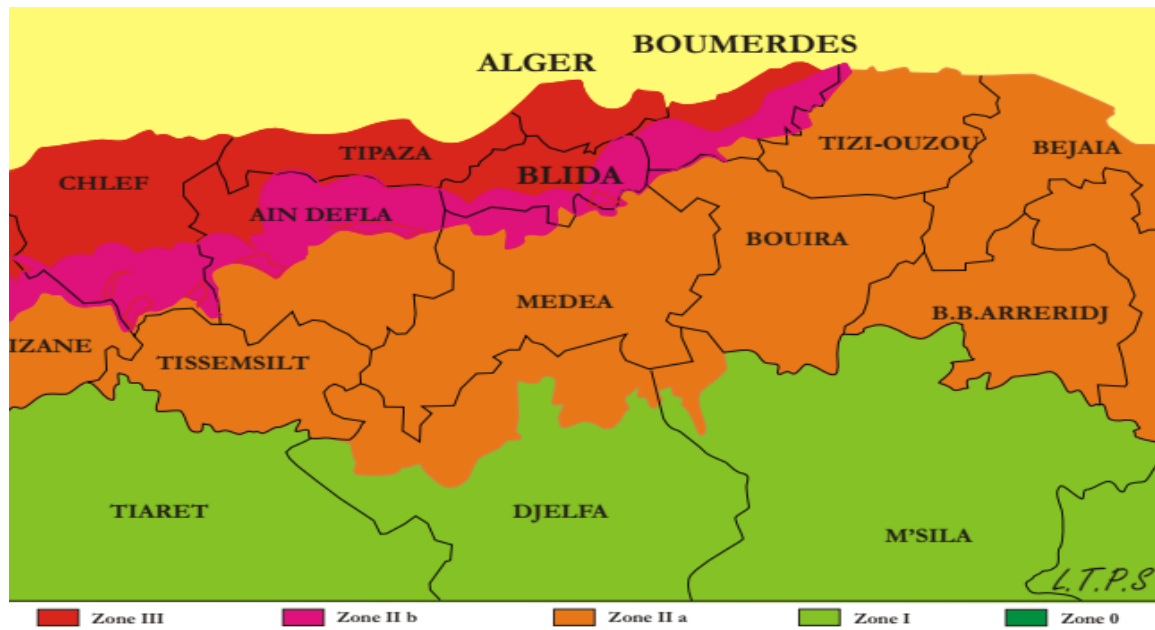 BOUMERDES
ALGER
TIZI-OUZOU
BEJAIA
TIPAZA
CHLEF
BLIDA
AIN DEFLA
BOUIRA
MEDEA
B.B.ARRERIDJ
IZANE
TISSEMSILT
TIARET
DJELFA
M'SILA
L.T.P.S
Zone III Zone II b Zone II a Zone I Zone 0